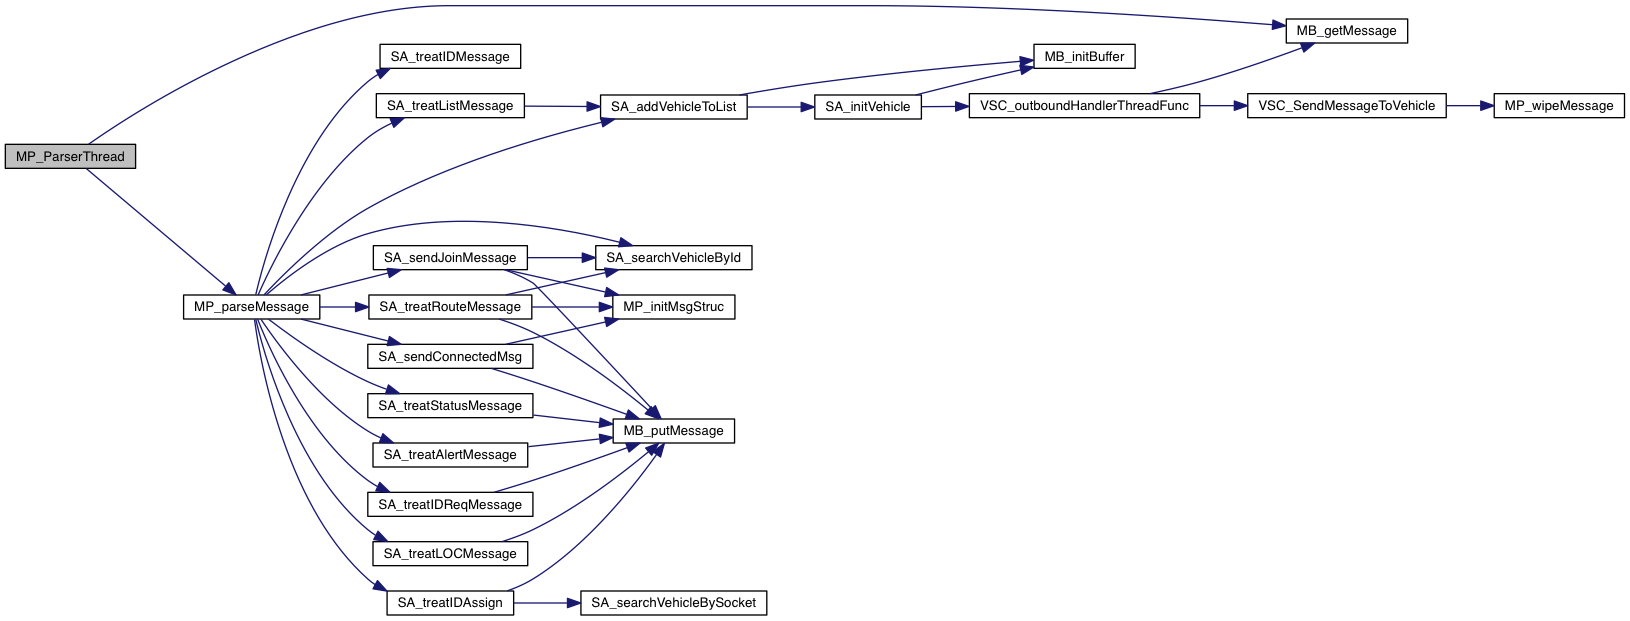 MB_getMessage
SA_treatIDMessage
MB_initBuffer
SA_treatListMessage
SA_addVehicleToList
SA_initVehicle
VSC_outboundHandlerThreadFunc
VSC_SendMessageToVehicle
MP_wipeMessage
MP_ParserThread
SA_sendJoinMessage
SA_searchVehicleById
MP_parseMessage
SA_treatRouteMessage
MP_initMsgStruc
SA_sendConnectedMsg
SA_treatStatusMessage
MB_putMessage
SA_treatAlertMessage
SA_treatIDReqMessage
SA_treatLOCMessage
SA_treatIDAssign
SA_searchVehicleBySocket